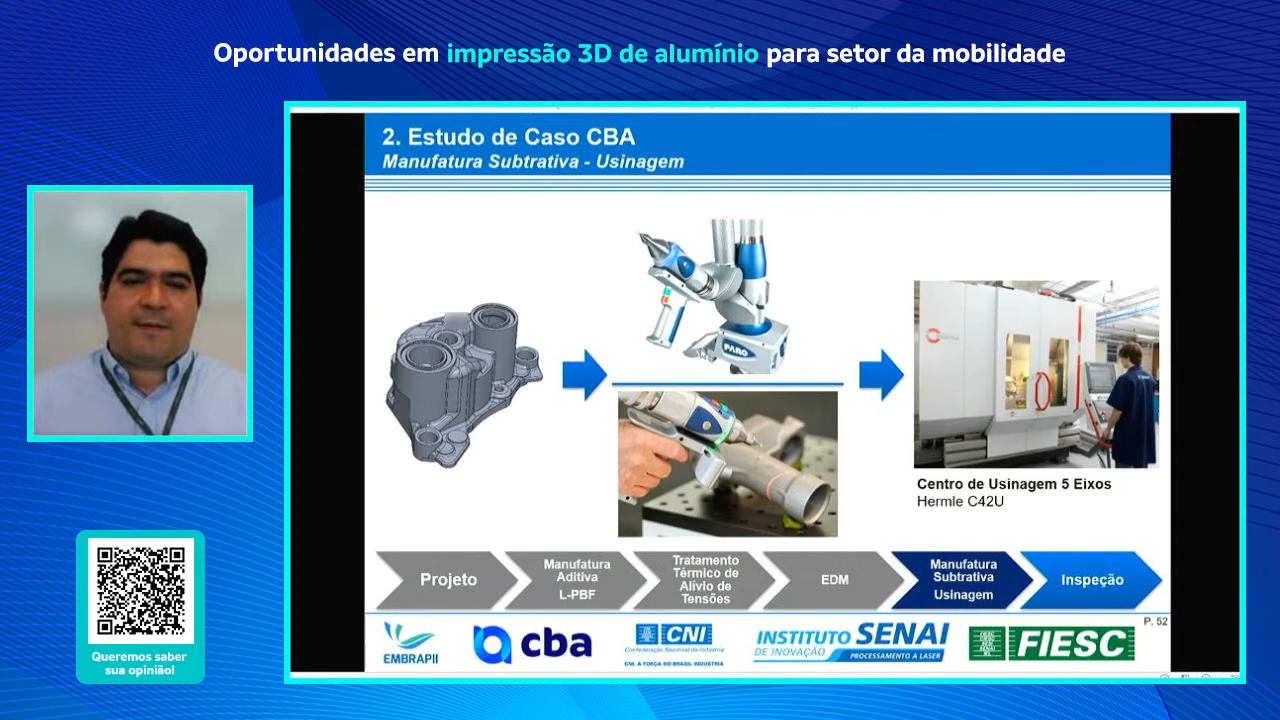 Oportunidades em impressão 3D de alumínio para setor da mobilidade
2. Estudo de Caso CBA
Manufatura Subtrativa - Usinagem
FARO
Centro de Usinagem 5 Eixos
Hermle C42U
Projeto
Manufatura
Aditiva
L-PBF
Tratamento
Térmico de
Alívio de
Tensões
EDM
Manufatura
Subtrativa
Usinagem
Inspeção
P. 52
EMBRAPII
cba
CNI
Confederação Nacional da Indústria
CNI. A FORÇA DO BRASIL INDÚSTRIA
INSTITUTO SENAI
DE INOVAÇÃO
PROCESSAMENTO A LASER
FIESC
Queremos saber
sua opinião!